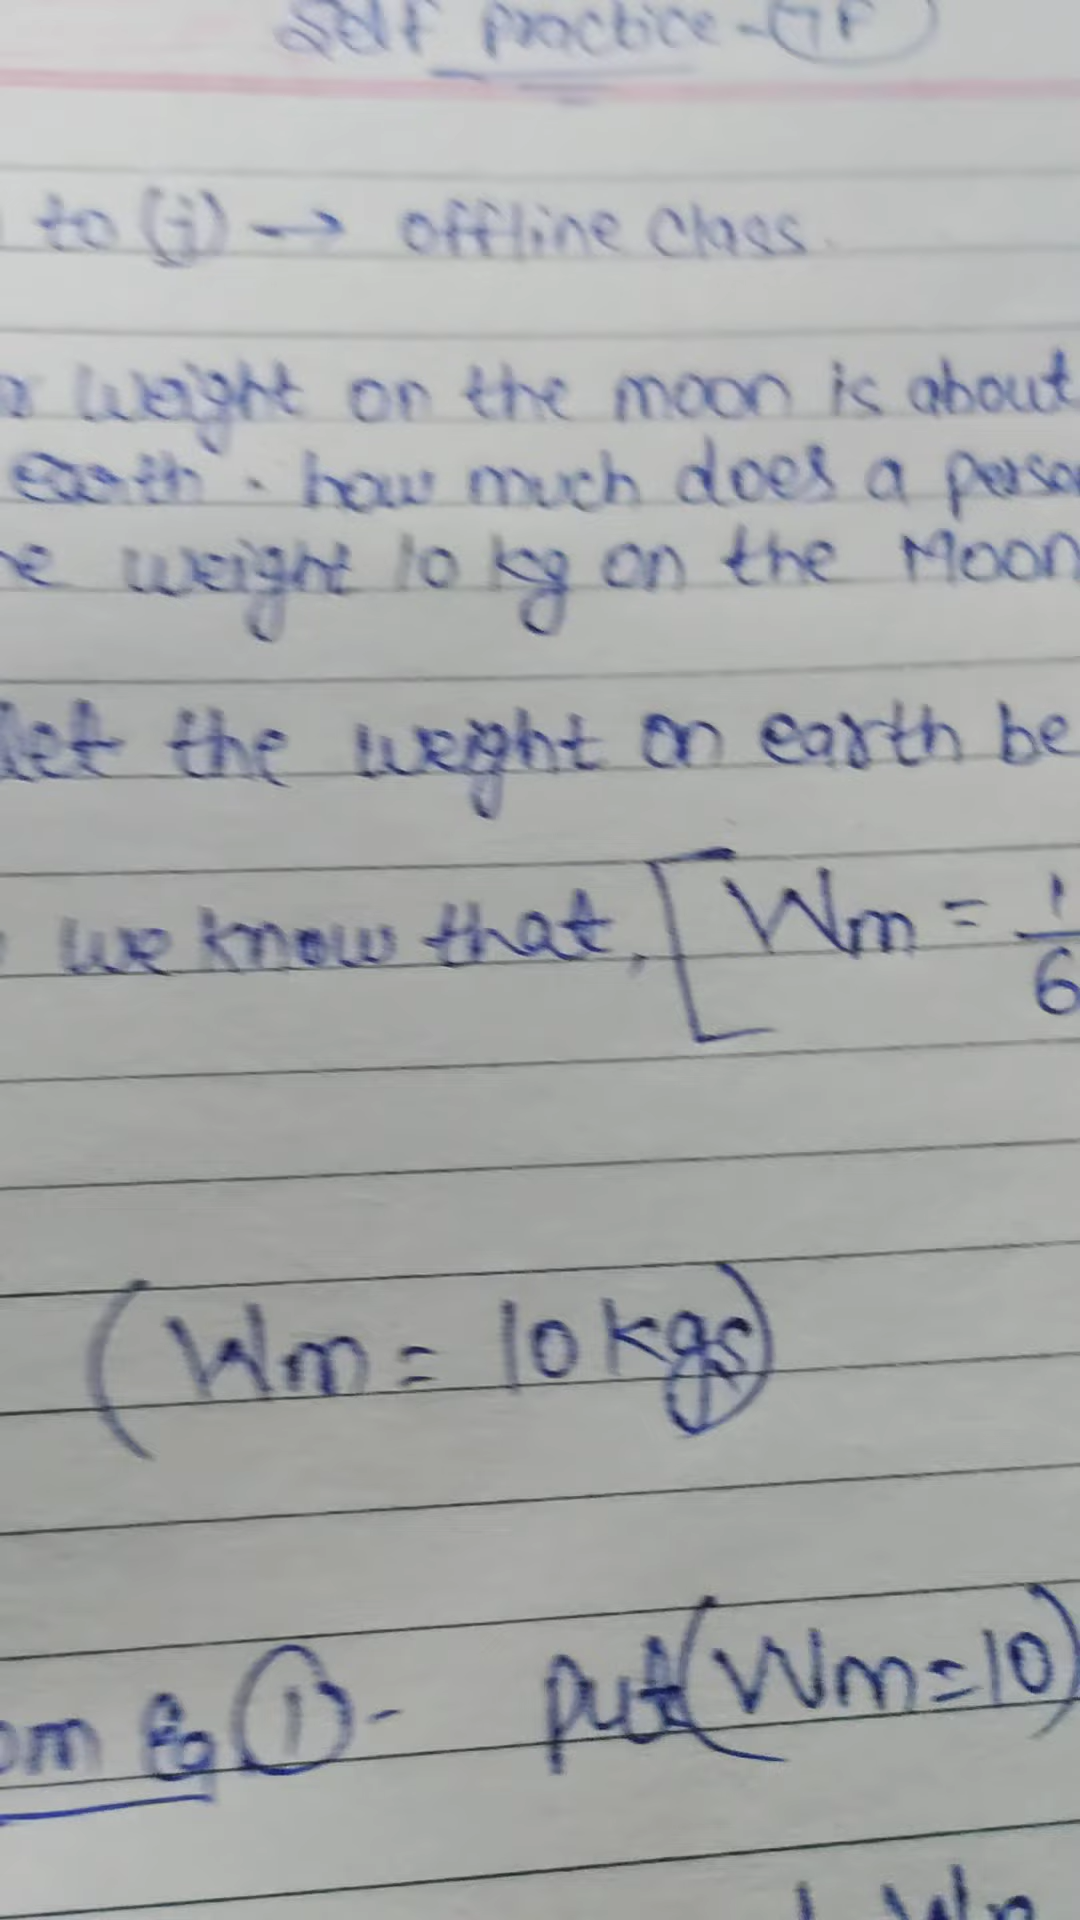 Self practice - 7F
to (j) → offline class.
weight on the moon is about
earth. how much does a person
weight 10 kg on the Moon
let the weight on earth be
we know that, [ Wm = 1/6
(Wm = 10 kgs)
Eq ① - put (Wm = 10)